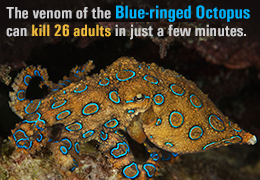 The venom of the Blue-ringed Octopus
can kill 26 adults in just a few minutes.